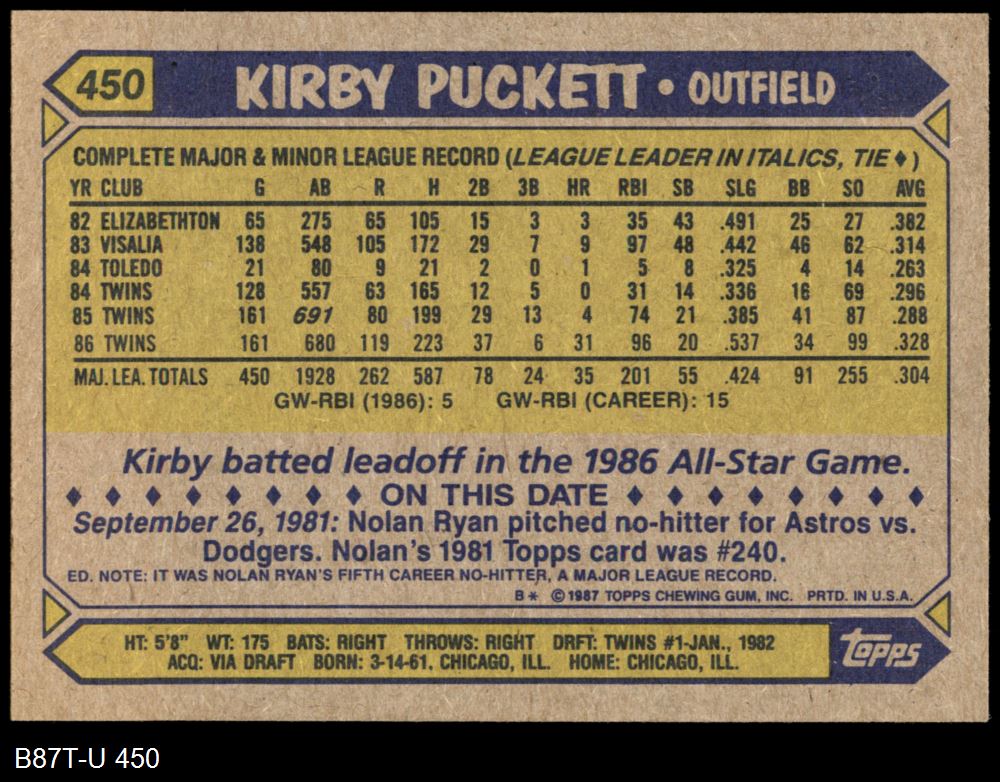 450 KIRBY PUCKETT • OUTFIELD
COMPLETE MAJOR & MINOR LEAGUE RECORD (LEAGUE LEADER IN ITALICS, TIE ♦)
YR CLUB G AB R H 2B 3B HR RBI SB SLG BB SO AVG
82 ELIZABETHTON 65 275 65 105 15 3 3 35 43 .491 25 27 .382
83 VISALIA 138 548 105 172 29 7 9 97 48 .442 46 62 .314
84 TOLEDO 21 80 9 21 2 0 1 5 8 .325 4 14 .263
84 TWINS 128 557 63 165 12 5 0 31 14 .336 16 69 .296
85 TWINS 161 691 80 199 29 13 4 74 21 .385 41 87 .288
86 TWINS 161 680 119 223 37 6 31 96 20 .537 34 99 .328
MAJ. LEA. TOTALS 450 1928 262 587 78 24 35 201 55 .424 91 255 .304
GW-RBI (1986): 5 GW-RBI (CAREER): 15
Kirby batted leadoff in the 1986 All-Star Game.
♦ ♦ ♦ ♦ ♦ ♦ ♦ ♦ ON THIS DATE ♦ ♦ ♦ ♦ ♦ ♦ ♦ ♦
September 26, 1981: Nolan Ryan pitched no-hitter for Astros vs.
Dodgers. Nolan's 1981 Topps card was #240.
ED. NOTE: IT WAS NOLAN RYAN'S FIFTH CAREER NO-HITTER, A MAJOR LEAGUE RECORD.
B* © 1987 TOPPS CHEWING GUM, INC. PRTD. IN U.S.A.
HT: 5'8" WT: 175 BATS: RIGHT THROWS: RIGHT DRFT: TWINS #1-JAN., 1982
ACQ: VIA DRAFT BORN: 3-14-61, CHICAGO, ILL. HOME: CHICAGO, ILL.
Topps
B87T-U 450